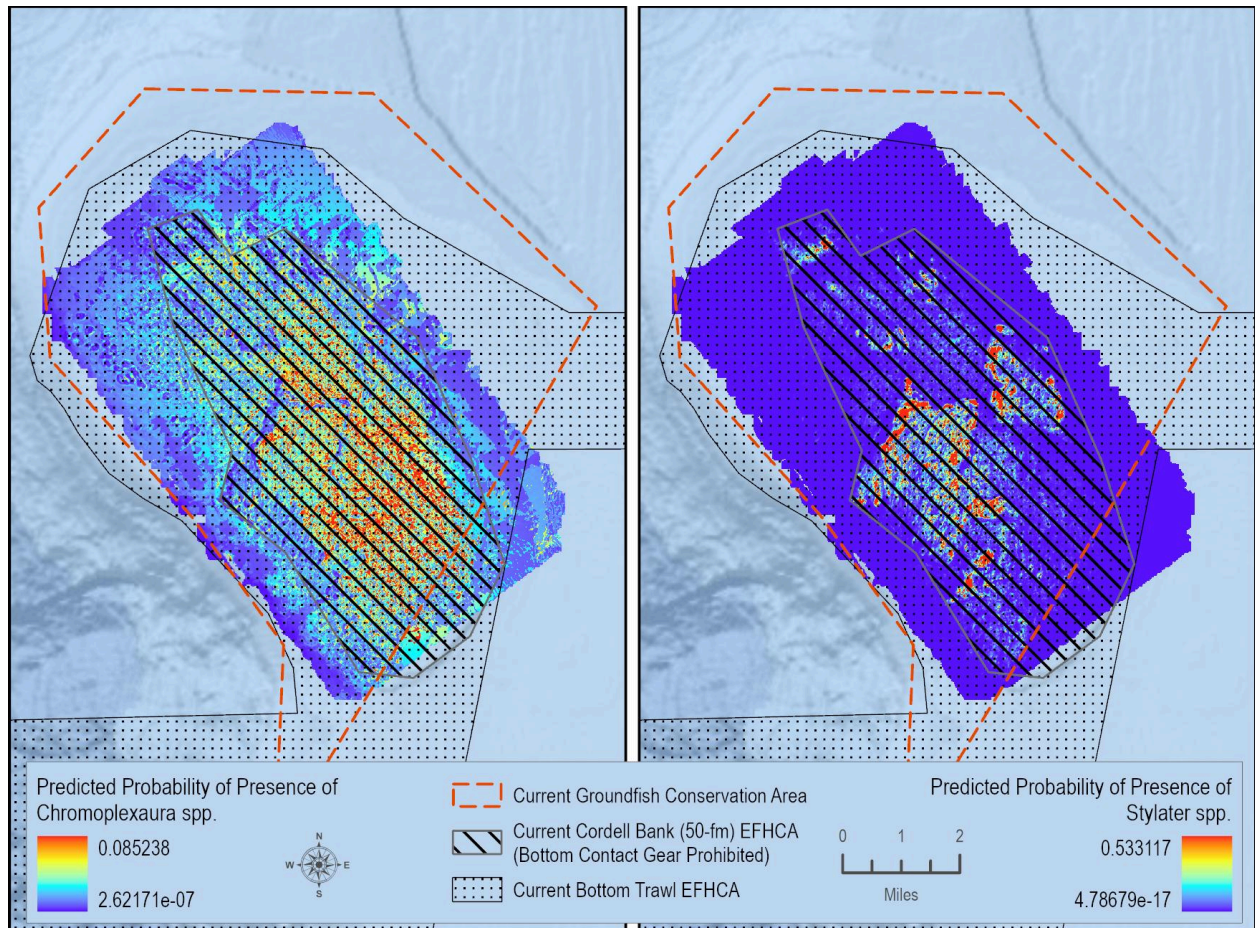 Predicted Probability of Presence of
Chromoplexaura spp.
0.085238
2.62171e-07
N
W E
S
Current Groundfish Conservation Area
Current Cordell Bank (50-fm) EFHCA
(Bottom Contact Gear Prohibited)
Current Bottom Trawl EFHCA
0 1 2
Miles
Predicted Probability of Presence of
Stylater spp.
0.533117
4.78679e-17